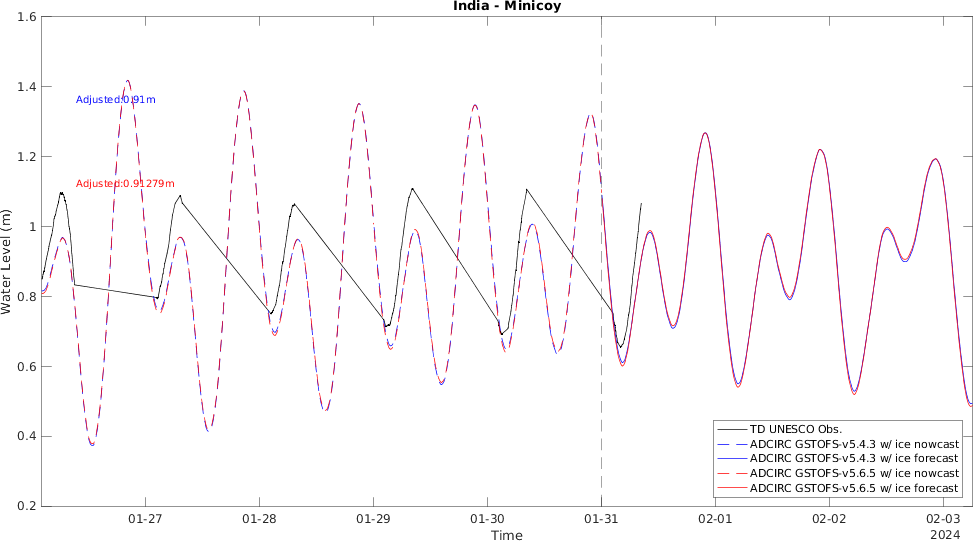 India - Minicoy
1.6
1.4
1.2
1
0.8
0.6
0.4
0.2
Water Level (m)
Adjusted:0.91m
Adjusted:0.91279m
TD UNESCO Obs.
ADCIRC GSTOFS-v5.4.3 w/ ice nowcast
ADCIRC GSTOFS-v5.4.3 w/ ice forecast
ADCIRC GSTOFS-v5.6.5 w/ ice nowcast
ADCIRC GSTOFS-v5.6.5 w/ ice forecast
01-27 01-28 01-29 01-30 01-31 02-01 02-02 02-03
Time
2024